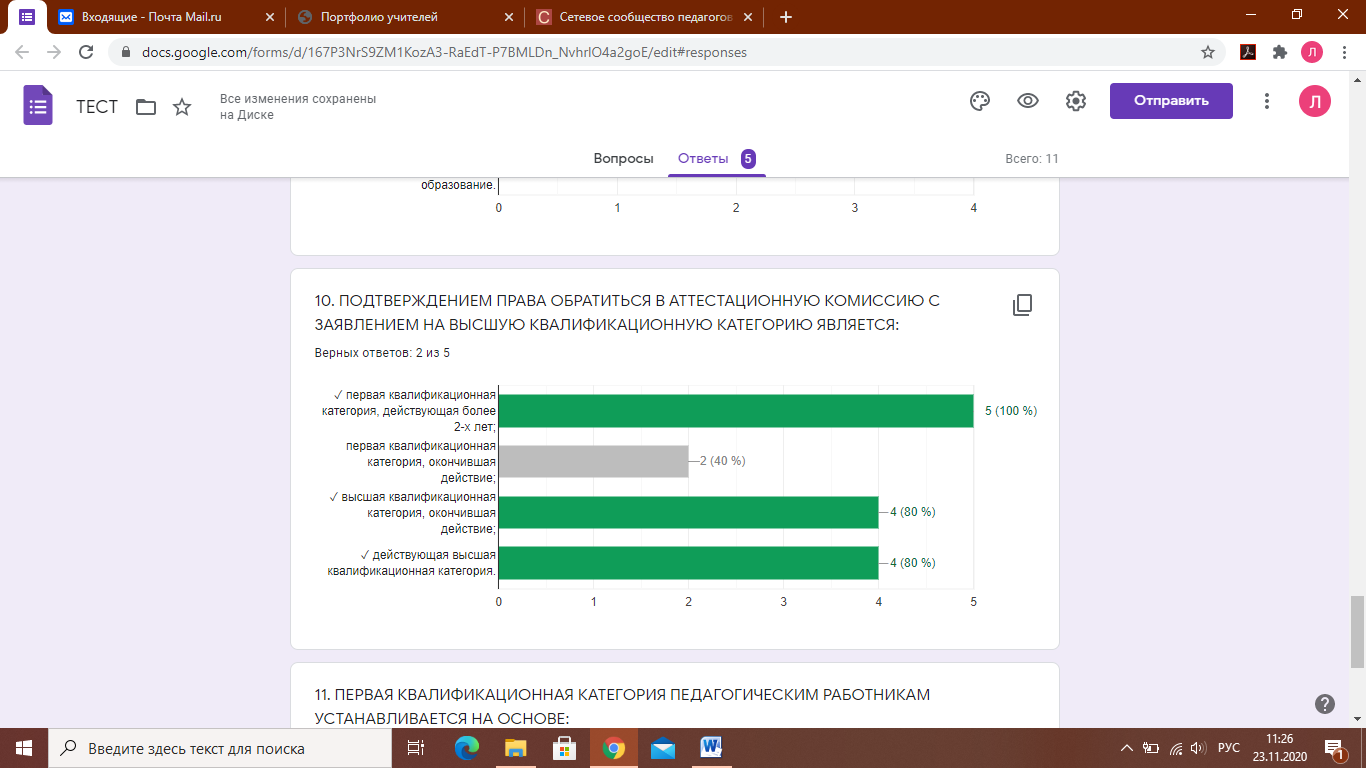 Входящие - Почта Mail.ru
Портфолио учителей
Сетевое сообщество педагогов
docs.google.com/forms/d/167P3NrS9ZM1KozA3-RaEdT-P7BMLDn_NvhrlO4a2goE/edit#responses
Л
ТЕСТ
Все изменения сохранены
на Диске
Отправить
Л
Вопросы
Ответы 5
Всего: 11
образование.
0 1 2 3 4
10. ПОДТВЕРЖДЕНИЕМ ПРАВА ОБРАТИТЬСЯ В АТТЕСТАЦИОННУЮ КОМИССИЮ С
ЗАЯВЛЕНИЕМ НА ВЫСШУЮ КВАЛИФИКАЦИОННУЮ КАТЕГОРИЮ ЯВЛЯЕТСЯ:
Верных ответов: 2 из 5
✓ первая квалификационная
категория, действующая более
2-х лет;
5 (100 %)
первая квалификационная
категория, окончившая
действие;
2 (40 %)
✓ высшая квалификационная
категория, окончившая
действие;
4 (80 %)
✓ действующая высшая
квалификационная категория.
4 (80 %)
0 1 2 3 4 5
11. ПЕРВАЯ КВАЛИФИКАЦИОННАЯ КАТЕГОРИЯ ПЕДАГОГИЧЕСКИМ РАБОТНИКАМ
УСТАНАВЛИВАЕТСЯ НА ОСНОВЕ:
Введите здесь текст для поиска
РУС
11:26
23.11.2020
1